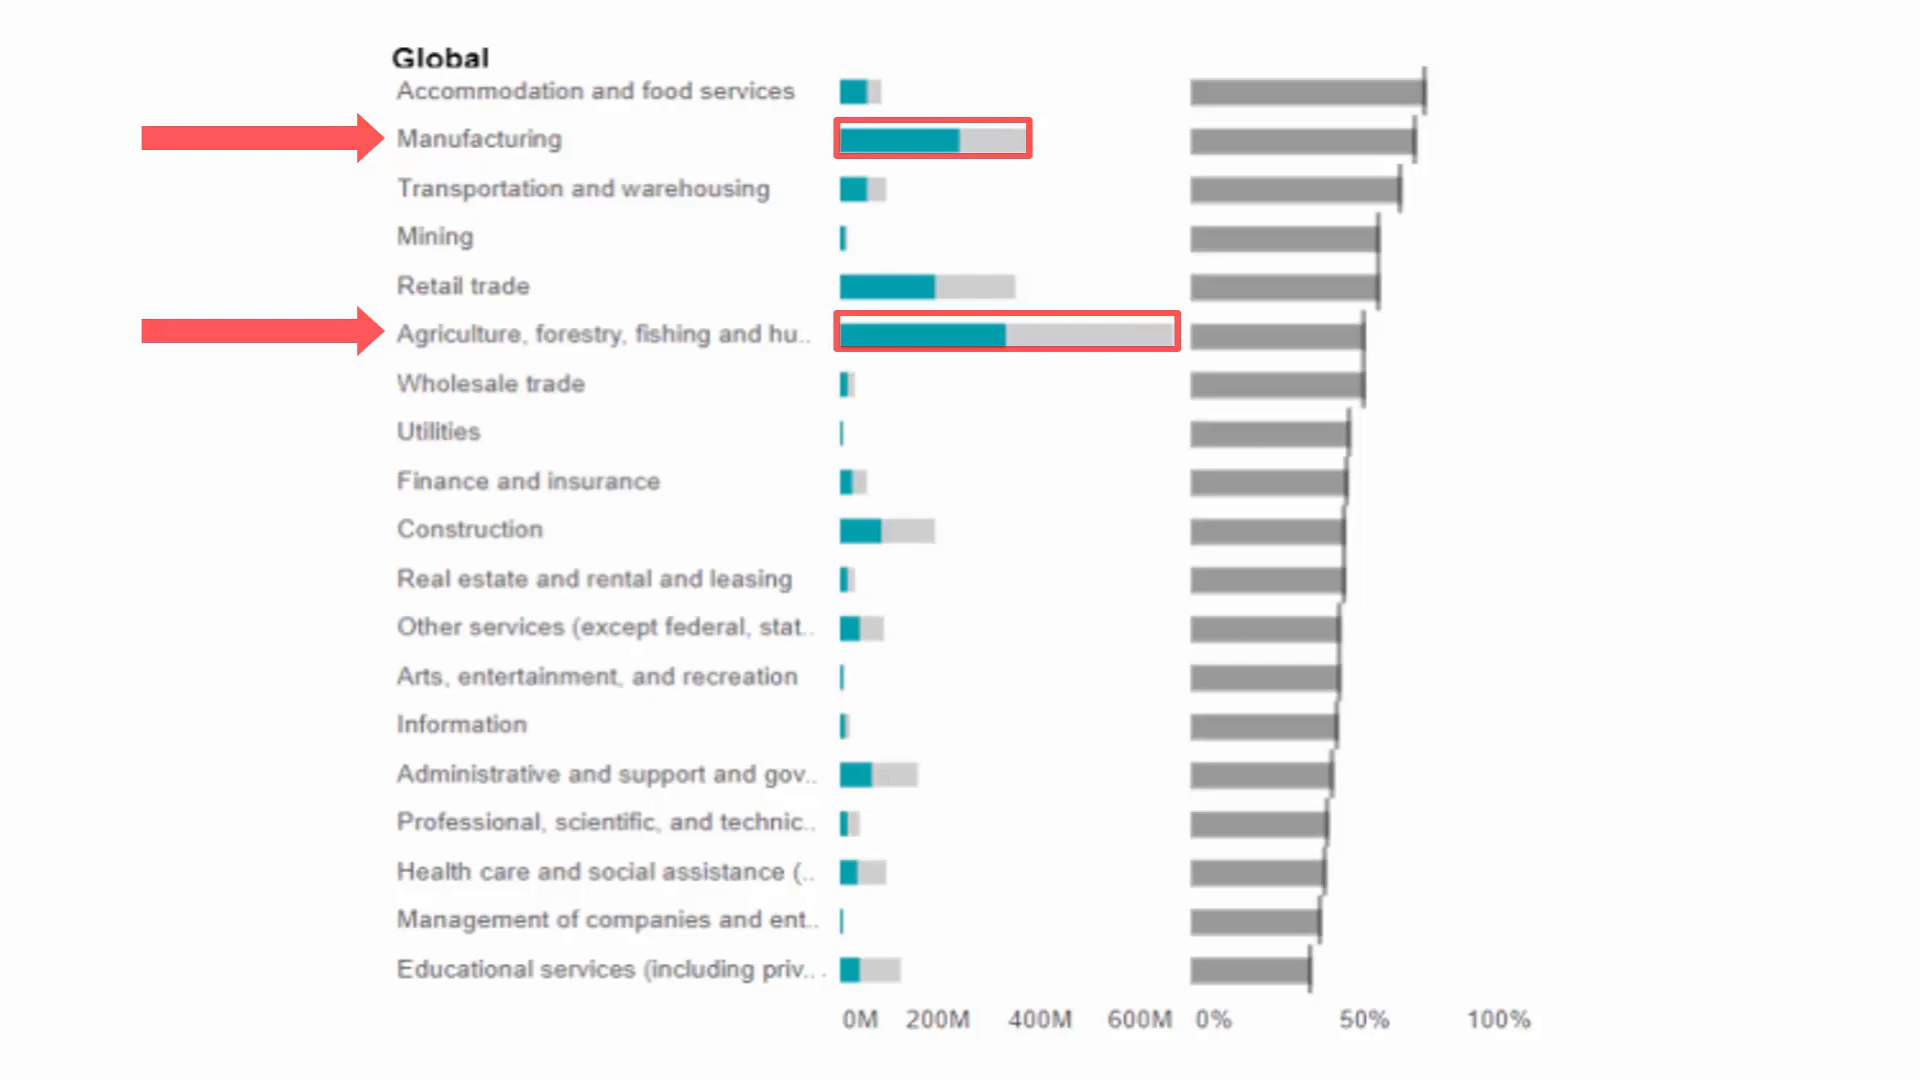 Global
Accommodation and food services
Manufacturing
Transportation and warehousing
Mining
Retail trade
Agriculture, forestry, fishing and hu..
Wholesale trade
Utilities
Finance and insurance
Construction
Real estate and rental and leasing
Other services (except federal, stat..
Arts, entertainment, and recreation
Information
Administrative and support and gov..
Professional, scientific, and technic..
Health care and social assistance (..
Management of companies and ent..
Educational services (including priv...
0M 200M 400M 600M 0% 50% 100%